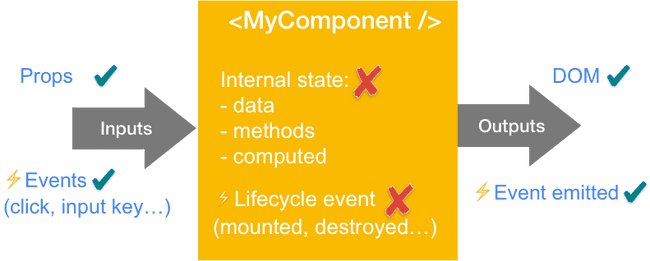 <MyComponent />
Props
Inputs
⚡Events
(click, input key…)
Internal state:
- data
- methods
- computed
⚡Lifecycle event
(mounted, destroyed…)
DOM
Outputs
⚡Event emitted